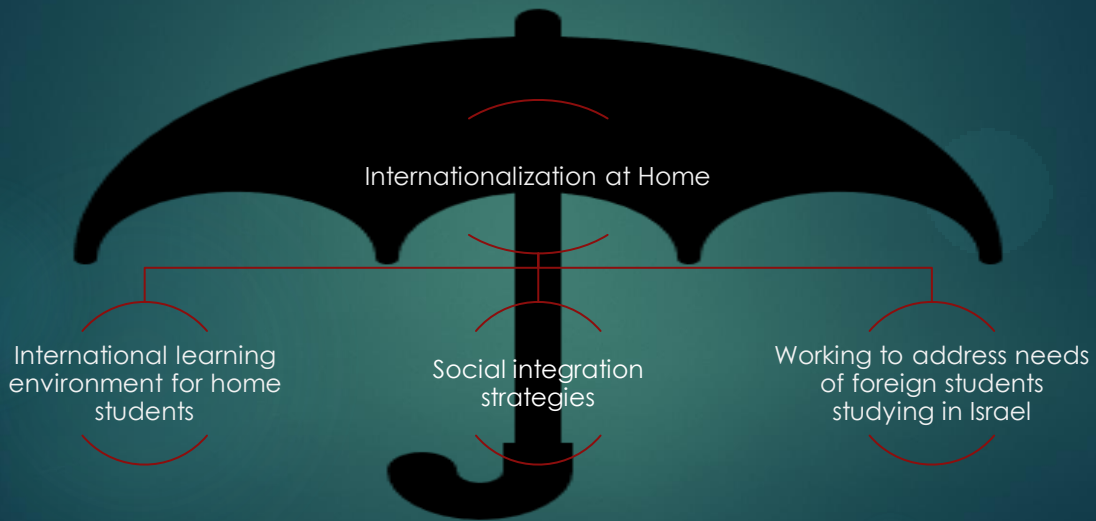 Internationalization at Home
International learning
environment for home
students
Social integration
strategies
Working to address needs
of foreign students
studying in Israel